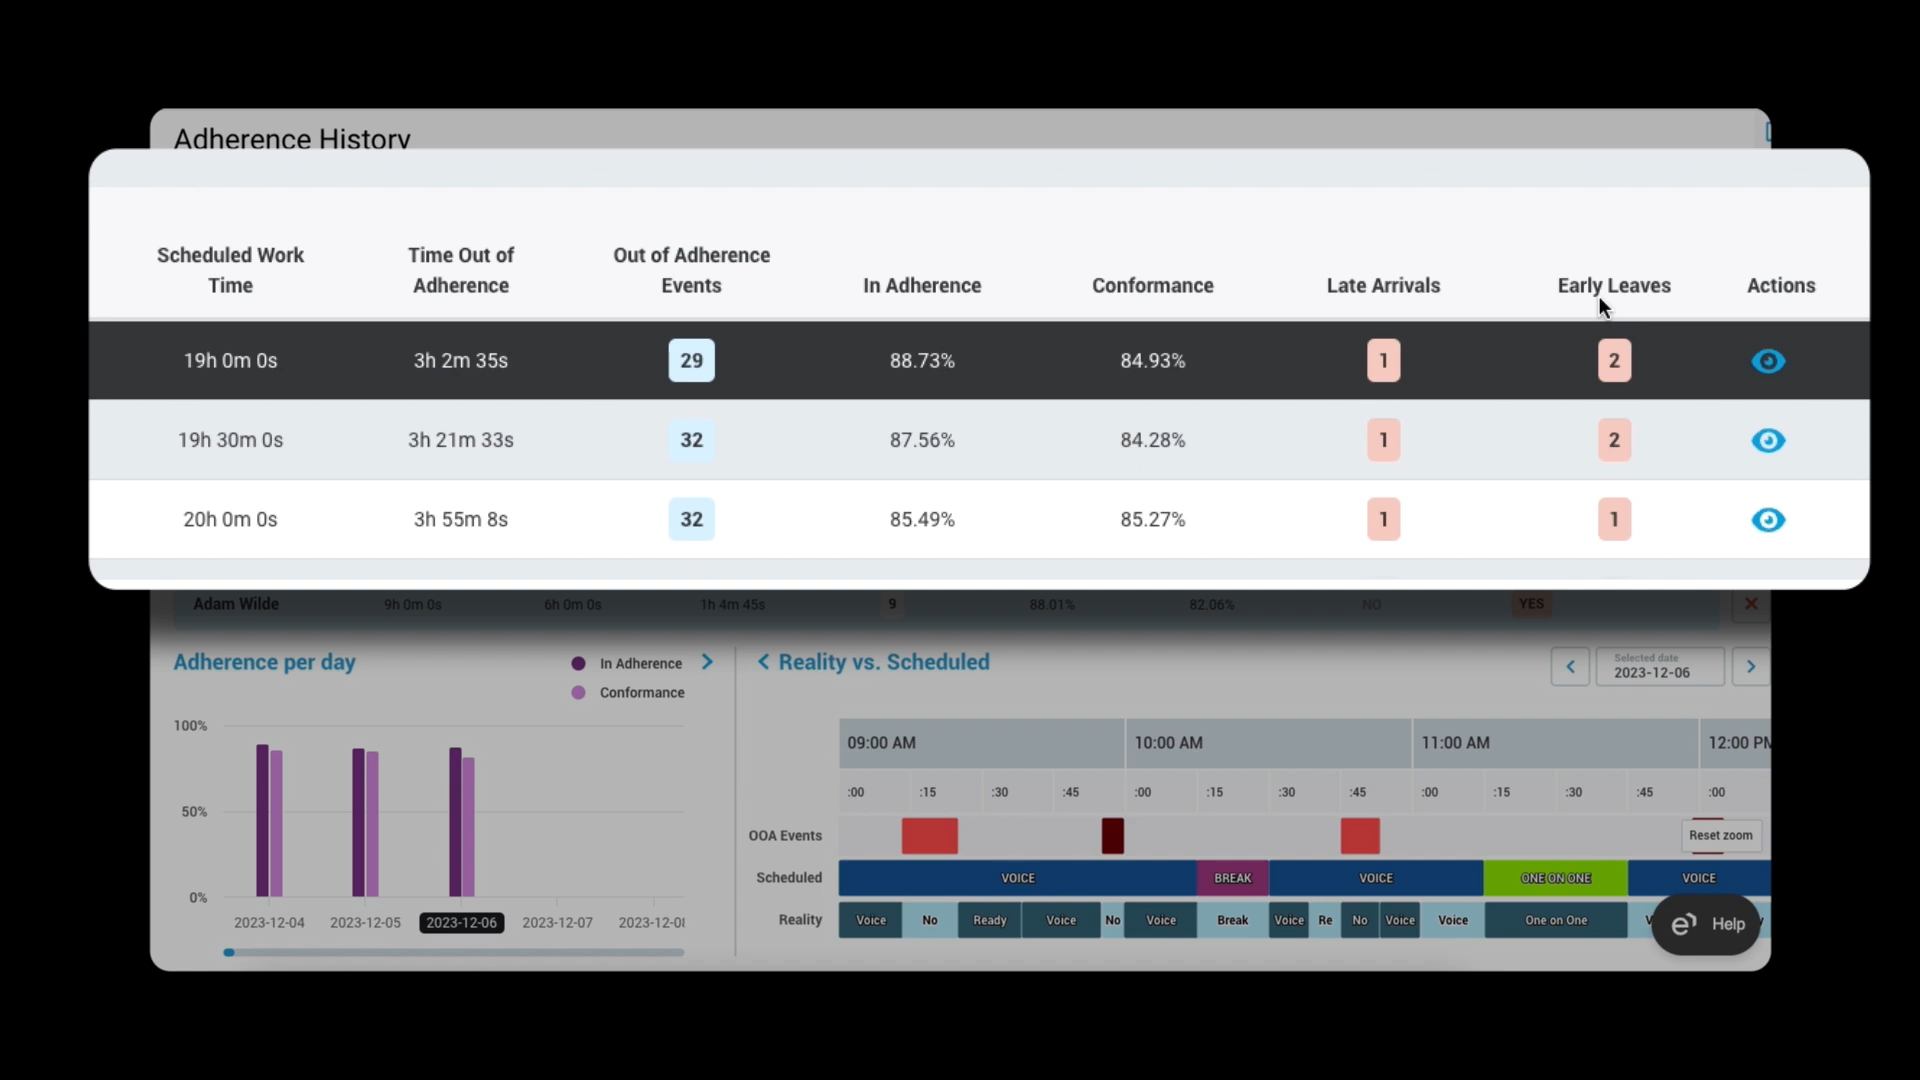 Adherence History
Scheduled Work Time
Time Out of Adherence
Out of Adherence Events
In Adherence
Conformance
Late Arrivals
Early Leaves
Actions
19h 0m 0s 3h 2m 35s 29 88.73% 84.93% 1 2
19h 30m 0s 3h 21m 33s 32 87.56% 84.28% 1 2
20h 0m 0s 3h 55m 8s 32 85.49% 85.27% 1 1
Adam Wilde 9h 0m 0s 6h 0m 0s 1h 4m 45s 9 88.01% 82.06% NO YES
Adherence per day
In Adherence
Conformance
100%
50%
0%
2023-12-04 2023-12-05 2023-12-06 2023-12-07 2023-12-0
Reality vs. Scheduled
Selected date
2023-12-06
09:00 AM 10:00 AM 11:00 AM 12:00 PM
:00 :15 :30 :45 :00 :15 :30 :45 :00 :15 :30 :45 :00
OOA Events
Reset zoom
Scheduled VOICE BREAK VOICE ONE ON ONE VOICE
Reality Voice No Ready Voice No Voice Break Voice Re No Voice Voice One on One
Help